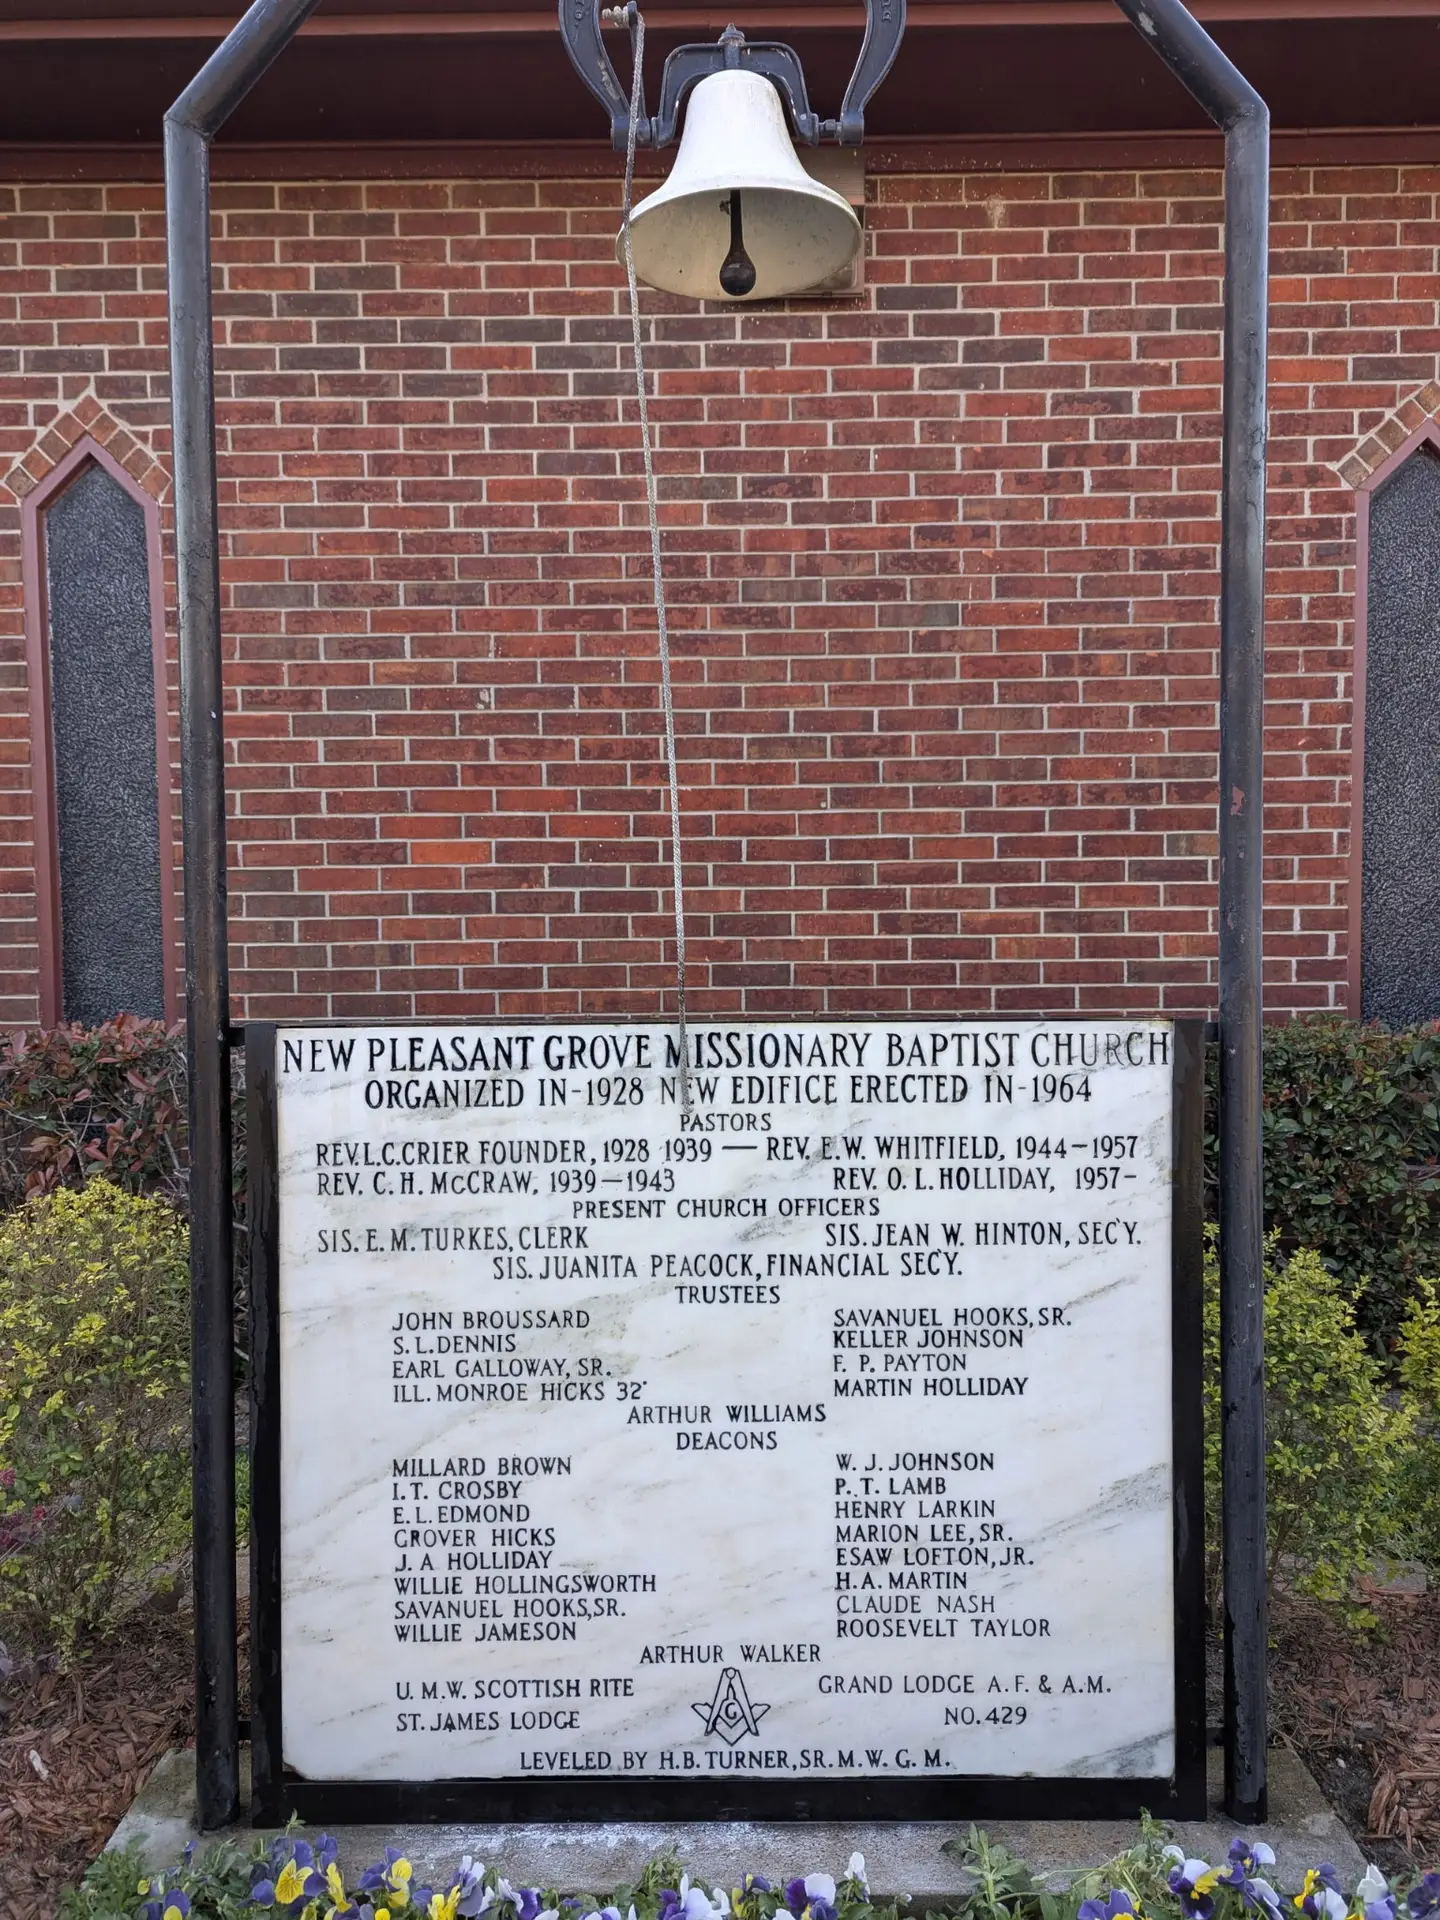 NEW PLEASANT GROVE MISSIONARY BAPTIST CHURCH
ORGANIZED IN-1928 NEW EDIFICE ERECTED IN-1964
PASTORS
REV. L.C. CRIER FOUNDER, 1928 1939 — REV. E.W. WHITFIELD, 1944-1957
REV. C.H. McCRAW, 1939-1943 REV. O.L. HOLLIDAY, 1957-
PRESENT CHURCH OFFICERS
SIS. E.M. TURKES, CLERK SIS. JEAN W. HINTON, SEC'Y.
SIS. JUANITA PEACOCK, FINANCIAL SEC'Y.
TRUSTEES
JOHN BROUSSARD SAVANUEL HOOKS, SR.
S.L. DENNIS KELLER JOHNSON
EARL GALLOWAY, SR. F. P. PAYTON
ILL. MONROE HICKS 32° MARTIN HOLLIDAY
ARTHUR WILLIAMS
DEACONS
MILLARD BROWN W. J. JOHNSON
I.T. CROSBY P. T. LAMB
E.L. EDMOND HENRY LARKIN
GROVER HICKS MARION LEE, SR.
J. A HOLLIDAY ESAW LOFTON, JR.
WILLIE HOLLINGSWORTH H.A. MARTIN
SAVANUEL HOOKS, SR. CLAUDE NASH
WILLIE JAMESON ROOSEVELT TAYLOR
ARTHUR WALKER
U.M.W. SCOTTISH RITE GRAND LODGE A.F. & A.M.
G
ST. JAMES LODGE NO. 429
LEVELED BY H.B. TURNER, SR. M.W.G.M.